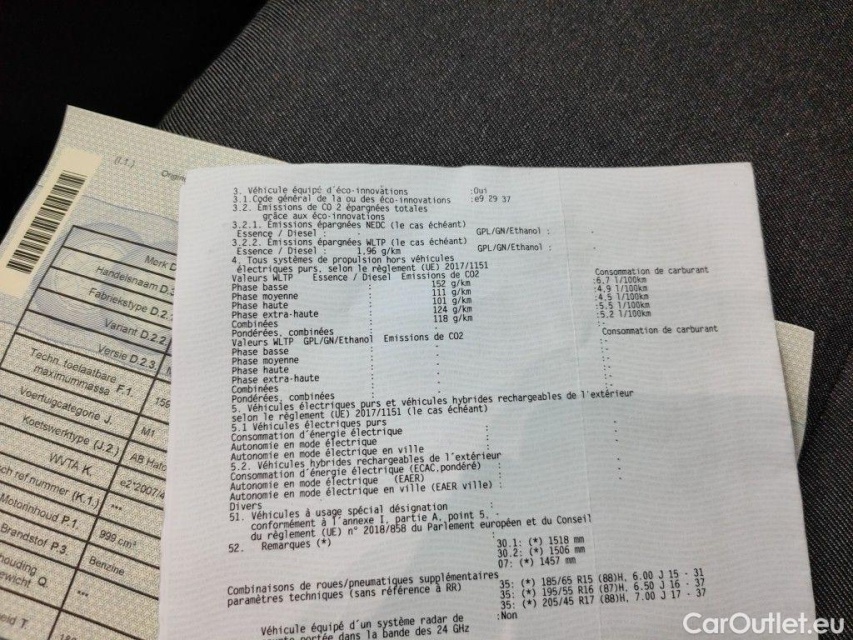 (I.1.)
Merk D
Handelsnaam D.3
Fabriekstype D.2
Variant D.2.2
Versie D.2.3
Techn. toelaatbare
maximummassa F.1.
Voertuigcategorie J.
M1
Koetswerktype (J.2)
AB Hatc
WVTA K.
e2*2007/4
ch ref nummer (K.1.)
***
Motorinhoud P.1.
999 cm³
Brandstof P.3.
Benzine
houding Q.
***
3. Véhicule équipé d'éco-innovations :Oui
3.1.Code général de la ou des éco-innovations :e9 29 37
3.2. Émissions de CO 2 épargnées totales
grâce aux éco-innovations
3.2.1. Émissions épargnées NEDC (le cas échéant)
Essence / Diesel : - GPL/GN/Ethanol : -
3.2.2. Émissions épargnées WLTP (le cas échéant)
Essence / Diesel : 1,96 g/km GPL/GN/Ethanol : -
4. Tous systèmes de propulsion hors véhicules
électriques purs, selon le règlement (UE) 2017/1151
Valeurs WLTP Essence / Diesel Émissions de CO2 Consommation de carburant
Phase basse : 152 g/km :6.7 l/100km
Phase moyenne : 111 g/km :4.9 l/100km
Phase haute : 101 g/km :4.5 l/100km
Phase extra-haute : 124 g/km :5.5 l/100km
Combinées : 118 g/km :5.2 l/100km
Pondérées, combinées : :-
Valeurs WLTP GPL/GN/Ethanol Émissions de CO2 Consommation de carburant
Phase basse : :-
Phase moyenne : :-
Phase haute : :-
Phase extra-haute : :-
Combinées : :-
Pondérées, combinées : :-
5. Véhicules électriques purs et véhicules hybrides rechargeables de l'extérieur
selon le règlement (UE) 2017/1151 (le cas échéant)
5.1 Véhicules électriques purs
Consommation d'énergie électrique : -
Autonomie en mode électrique : -
Autonomie en mode électrique en ville : -
5.2. Véhicules hybrides rechargeables de l'extérieur
Consommation d'énergie électrique (ECAC,pondéré) : -
Autonomie en mode électrique (EAER) : -
Autonomie en mode électrique en ville (EAER ville) : -
Divers
51. Véhicules à usage spécial désignation : -
conformément à l'annexe I, partie A, point 5.
du règlement (UE) n° 2018/858 du Parlement européen et du Conseil
52. Remarques (*)
30.1: (*) 1518 mm
30.2: (*) 1506 mm
07: (*) 1457 mm
Combinaisons de roues/pneumatiques supplémentaires
paramètres techniques (sans référence à RR)
35: (*) 185/65 R15 (88)H, 6.00 J 15 - 31
35: (*) 195/55 R16 (87)H, 6.50 J 16 - 37
35: (*) 205/45 R17 (88)H, 7.00 J 17 - 37
Véhicule équipé d'un système radar de :Non
portée dans la bande des 24 GHz
CarOutlet.eu